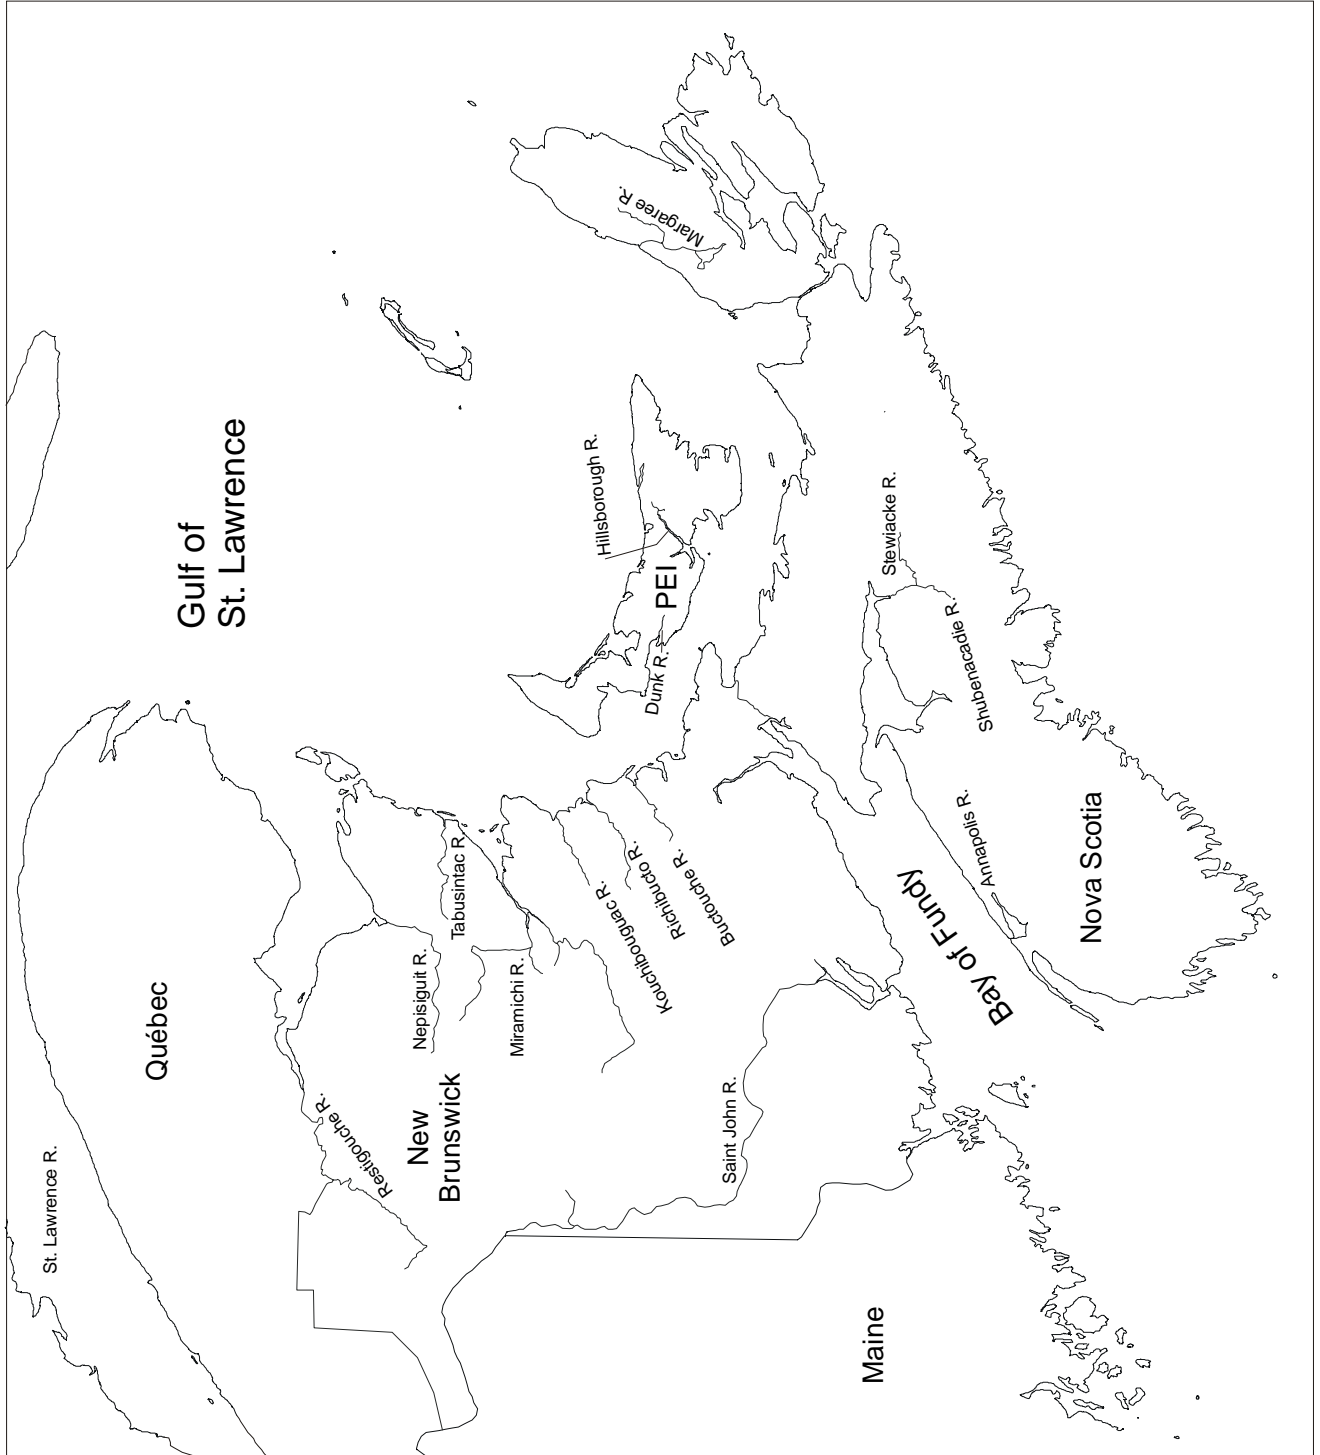 St. Lawrence R.
Québec
Gulf of
St. Lawrence
Restigouche R.
New
Brunswick
Nepisiguit R.
Tabusintac R.
Miramichi R.
Kouchibouguac R.
Richibucto R.
Buctouche R.
Saint John R.
Maine
Dunk R.
PEI
Hillsborough R.
Margaree R.
Bay of Fundy
Annapolis R.
Shubenacadie R.
Stewiacke R.
Nova Scotia